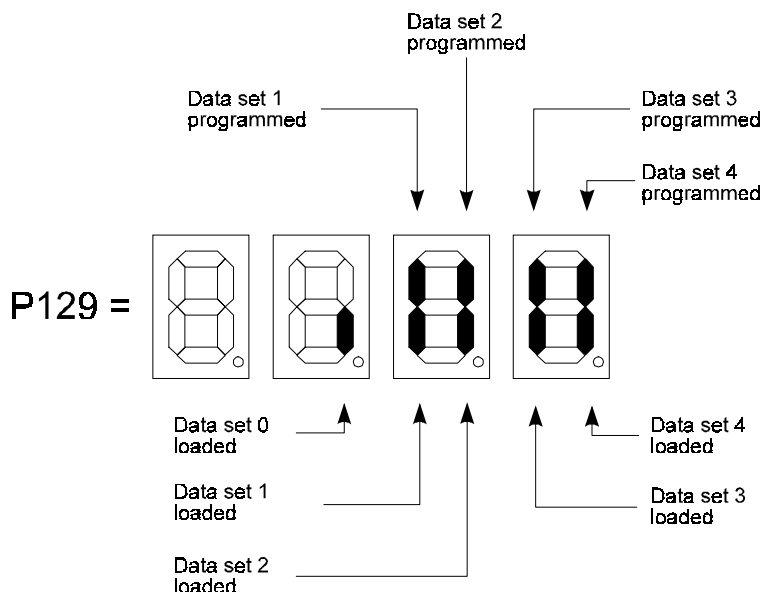 Data set 2
programmed
Data set 1
programmed
Data set 3
programmed
Data set 4
programmed
P129 =
Data set 0
loaded
Data set 4
loaded
Data set 1
loaded
Data set 3
loaded
Data set 2
loaded